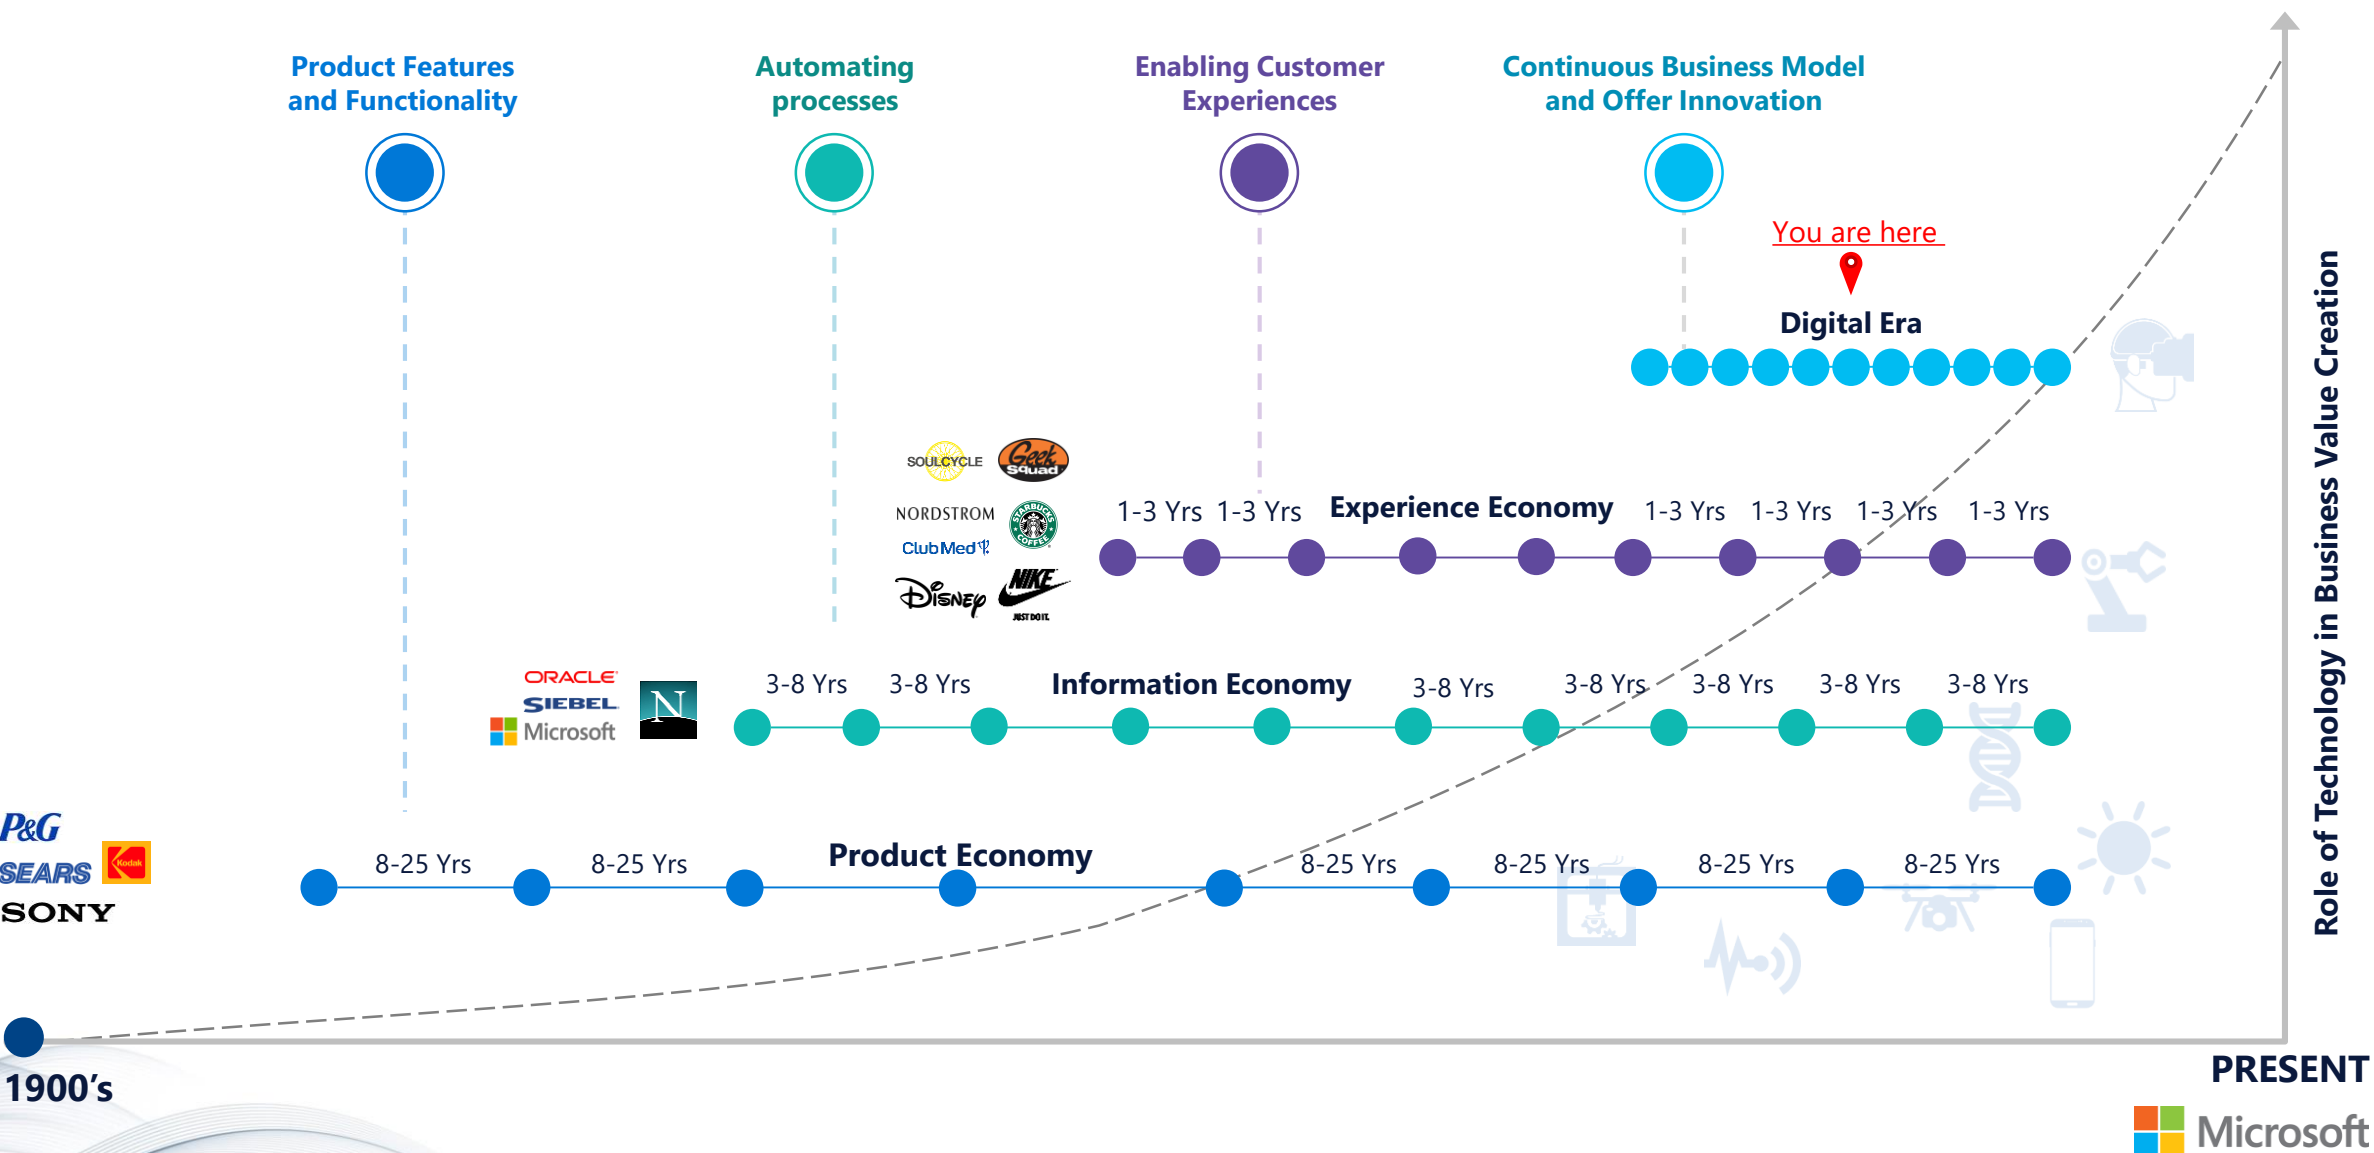 Product Features
and Functionality
Automating
processes
Enabling Customer
Experiences
Continuous Business Model
and Offer Innovation
You are here
Digital Era
SOULCYCLE
Geek
Squad
NORDSTROM
STARBUCKS
COFFEE
Club Med
Disney
NIKE
JUST DO IT.
1-3 Yrs 1-3 Yrs Experience Economy 1-3 Yrs 1-3 Yrs 1-3 Yrs 1-3 Yrs
ORACLE
SIEBEL
Microsoft
N
3-8 Yrs 3-8 Yrs Information Economy 3-8 Yrs 3-8 Yrs 3-8 Yrs 3-8 Yrs 3-8 Yrs
P&G
SEARS
Kodak
SONY
8-25 Yrs 8-25 Yrs Product Economy 8-25 Yrs 8-25 Yrs 8-25 Yrs 8-25 Yrs
Role of Technology in Business Value Creation
1900’s
PRESENT
Microsoft